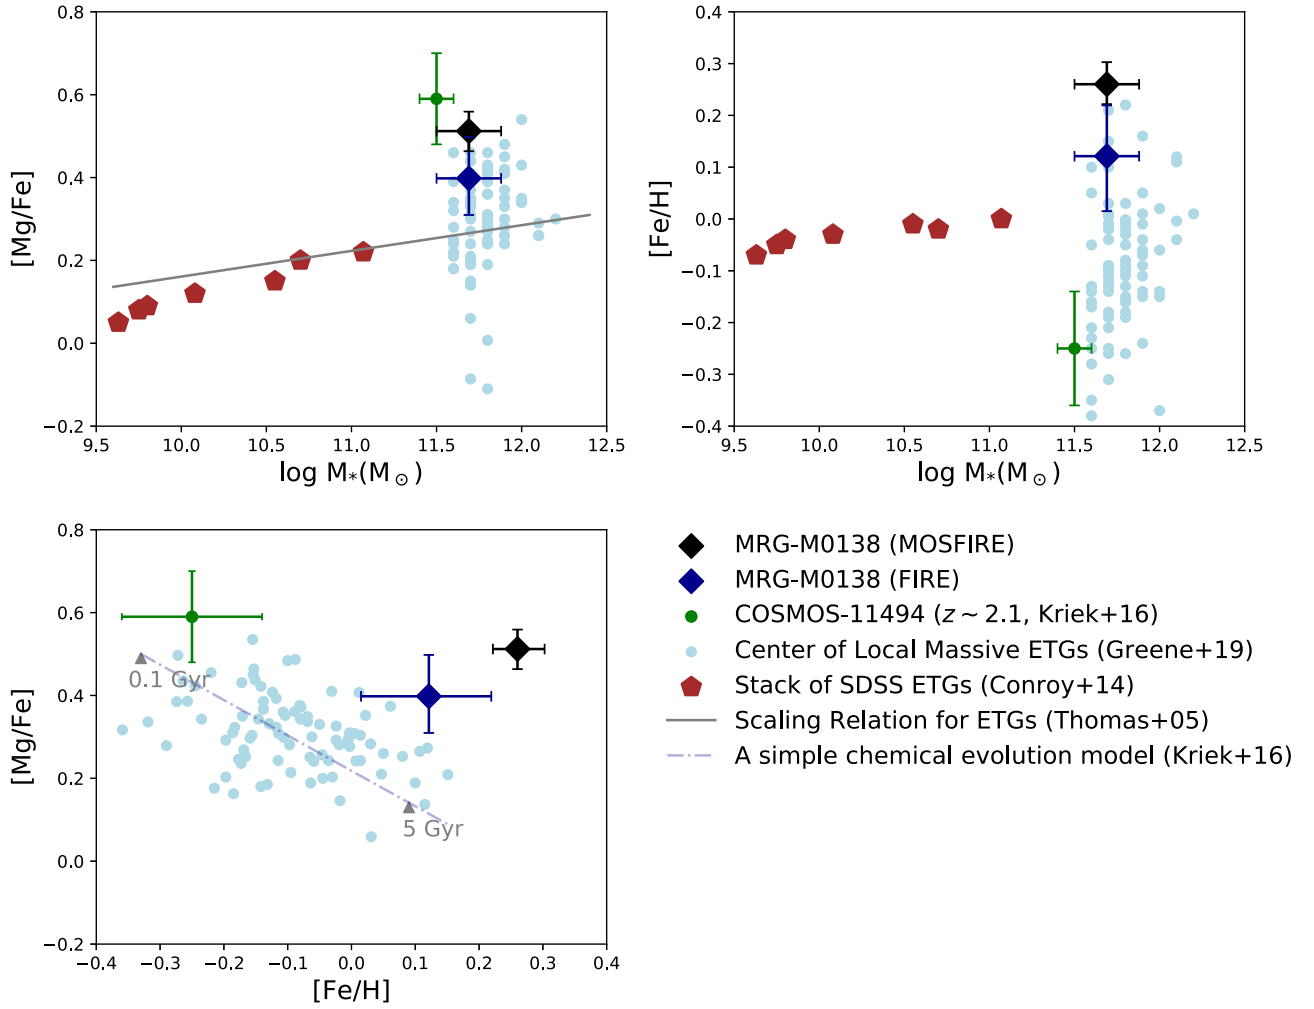 0.8
0.6
0.4
0.2
0.0
−0.2
[Mg/Fe]
9.5 10.0 10.5 11.0 11.5 12.0 12.5
log M*(M⊙)
0.4
0.3
0.2
0.1
0.0
−0.1
−0.2
−0.3
−0.4
[Fe/H]
9.5 10.0 10.5 11.0 11.5 12.0 12.5
log M*(M⊙)
0.8
0.6
0.4
0.2
0.0
−0.2
[Mg/Fe]
0.1 Gyr
5 Gyr
−0.4 −0.3 −0.2 −0.1 0.0 0.1 0.2 0.3 0.4
[Fe/H]
MRG-M0138 (MOSFIRE)
MRG-M0138 (FIRE)
COSMOS-11494 (z ~ 2.1, Kriek+16)
Center of Local Massive ETGs (Greene+19)
Stack of SDSS ETGs (Conroy+14)
Scaling Relation for ETGs (Thomas+05)
A simple chemical evolution model (Kriek+16)